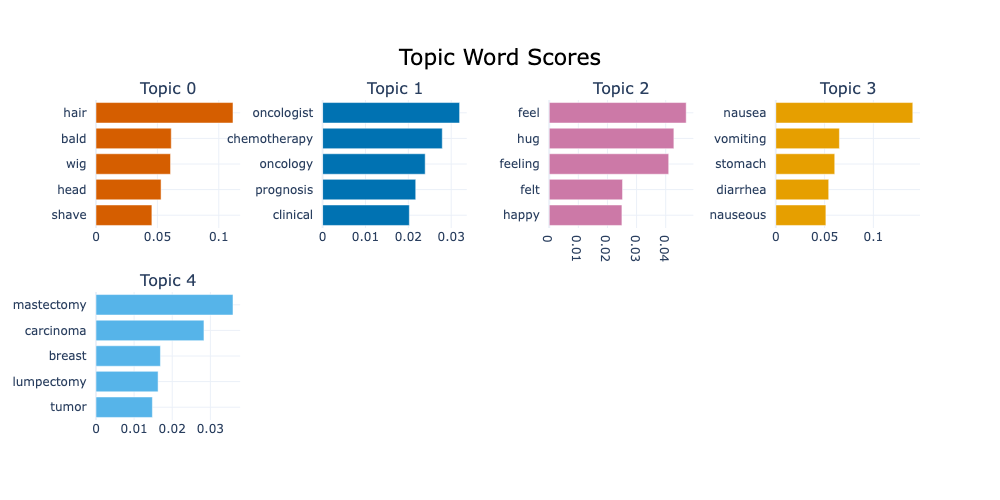 Topic Word Scores
Topic 0
hair
bald
wig
head
shave
0 0.05 0.1
Topic 1
oncologist
chemotherapy
oncology
prognosis
clinical
0 0.01 0.02 0.03
Topic 2
feel
hug
feeling
felt
happy
0 0.01 0.02 0.03 0.04
Topic 3
nausea
vomiting
stomach
diarrhea
nauseous
0 0.05 0.1
Topic 4
mastectomy
carcinoma
breast
lumpectomy
tumor
0 0.01 0.02 0.03